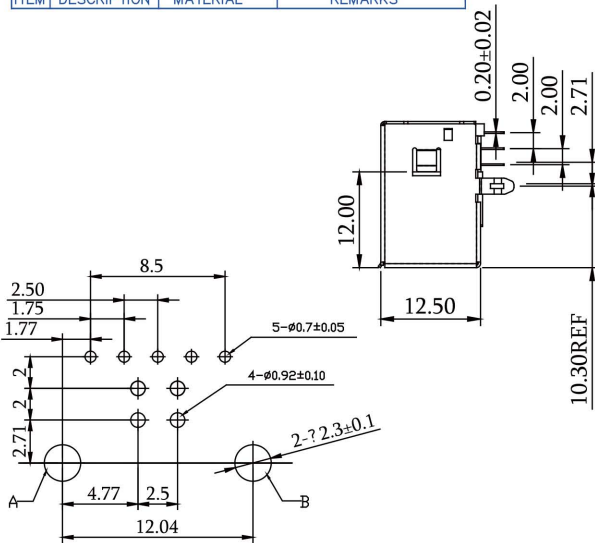 ITEM DESCRIPTION MATERIAL REMARKS
0.20±0.02
2.00
2.00
2.71
12.00
12.50
10.30REF
8.5
2.50
1.75
1.77
5-ø0.7±0.05
4-ø0.92±0.10
2
2
2.71
2-?2.3±0.1
A
4.77
2.5
B
12.04